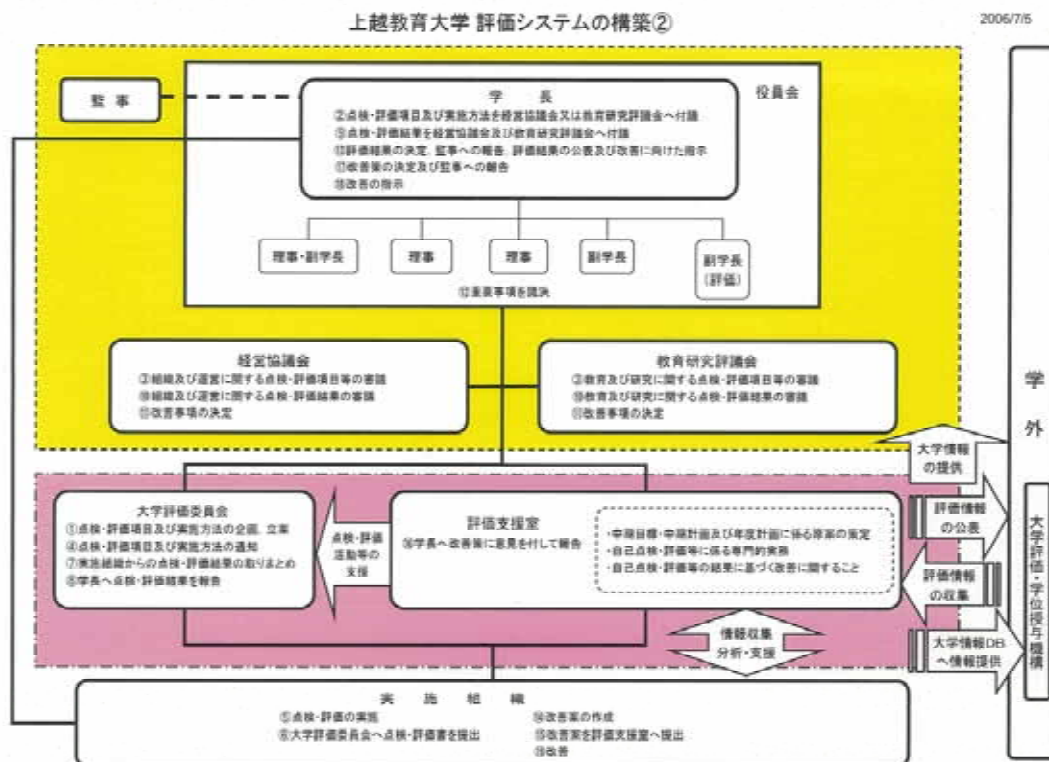 上越教育大学 評価システムの構築②
2006/7/5
監 事
役員会
学 長
②点検・評価項目及び実施方法を経営協議会又は教育研究評議会へ付議
⑨点検・評価結果を経営協議会及び教育研究評議会へ付議
⑬評価結果の決定、監事への報告、評価結果の公表及び改善に向けた指示
⑰改善策の決定及び監事への報告
⑱改善の指示
理事・副学長
理事
理事
副学長
副学長
(評価)
⑫重要事項を議決
経営協議会
③組織及び運営に関する点検・評価項目等の審議
⑩組織及び運営に関する点検・評価結果の審議
⑪改善事項の決定
教育研究評議会
③教育及び研究に関する点検・評価項目等の審議
⑩教育及び研究に関する点検・評価結果の審議
⑪改善事項の決定
学 外
大学情報
の提供
大学評価委員会
①点検・評価項目及び実施方法の企画、立案
④点検・評価項目及び実施方法の通知
⑦実施組織からの点検・評価結果の取りまとめ
⑧学長へ点検・評価結果を報告
点検・評価
活動等の
支援
評価支援室
⑯学長へ改善策に意見を付して報告
・中期目標・中期計画及び年度計画に係る原案の策定
・自己点検・評価等に係る専門的実務
・自己点検・評価等の結果に基づく改善に関すること
評価情報
の公表
評価情報
の収集
大学情報DB
へ情報提供
大学評価・学位授与機構
情報収集
分析・支援
実 施 組 織
⑤点検・評価の実施
⑥大学評価委員会へ点検・評価書を提出
⑭改善案の作成
⑮改善案を評価支援室へ提出
⑲改善